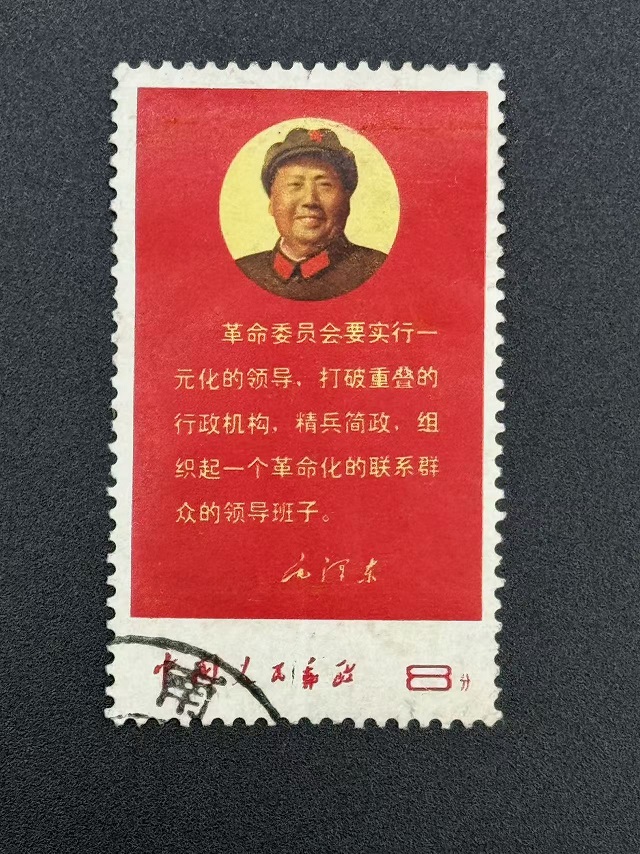 革命委员会要实行一
元化的领导，打破重叠的
行政机构，精兵简政，组
织起一个革命化的联系群
众的领导班子。
毛泽东
中国人民邮政 8分
南